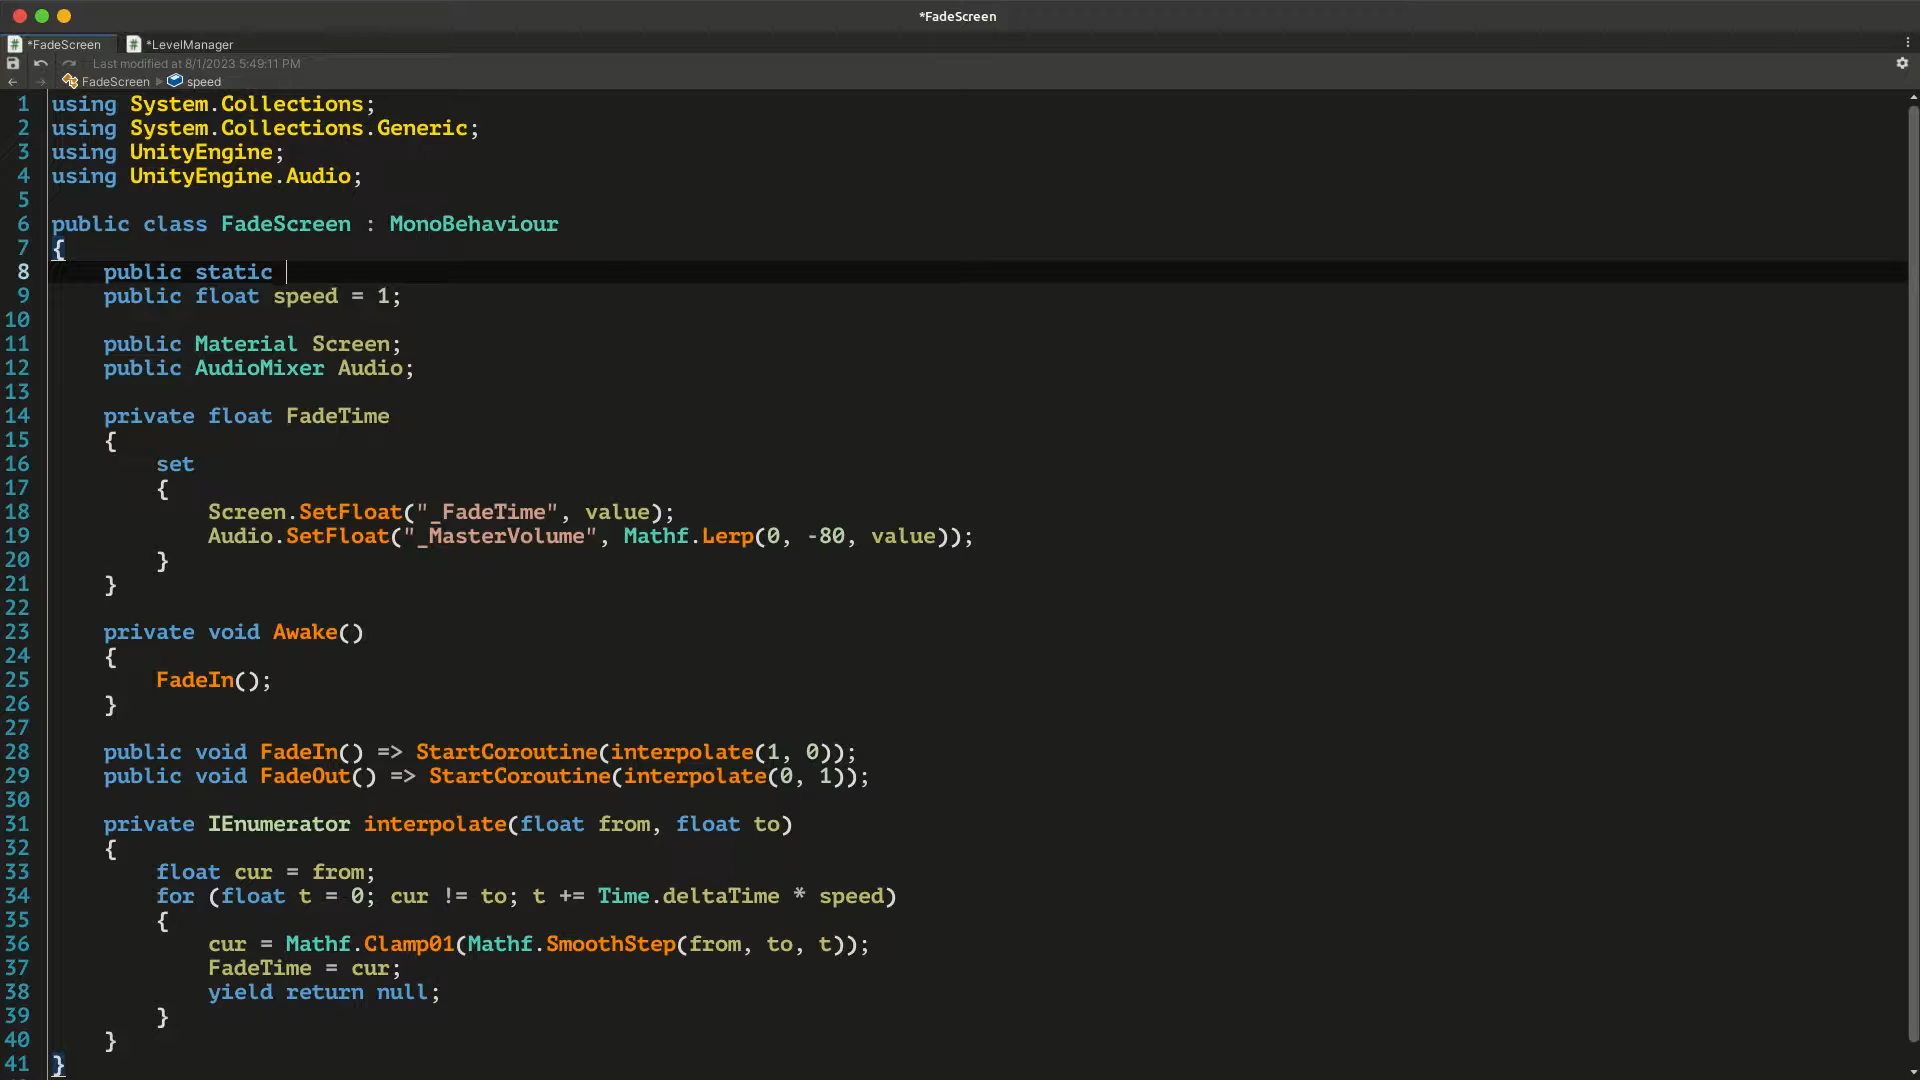 *FadeScreen
*FadeScreen *LevelManager
Last modified at 8/1/2023 5:49:11 PM
FadeScreen speed
1 using System.Collections;
2 using System.Collections.Generic;
3 using UnityEngine;
4 using UnityEngine.Audio;
5
6 public class FadeScreen : MonoBehaviour
7 {
8     public static
9     public float speed = 1;
10
11     public Material Screen;
12     public AudioMixer Audio;
13
14     private float FadeTime
15     {
16         set
17         {
18             Screen.SetFloat("_FadeTime", value);
19             Audio.SetFloat("_MasterVolume", Mathf.Lerp(0, -80, value));
20         }
21     }
22
23     private void Awake()
24     {
25         FadeIn();
26     }
27
28     public void FadeIn() => StartCoroutine(interpolate(1, 0));
29     public void FadeOut() => StartCoroutine(interpolate(0, 1));
30
31     private IEnumerator interpolate(float from, float to)
32     {
33         float cur = from;
34         for (float t = 0; cur != to; t += Time.deltaTime * speed)
35         {
36             cur = Mathf.Clamp01(Mathf.SmoothStep(from, to, t));
37             FadeTime = cur;
38             yield return null;
39         }
40     }
41 }